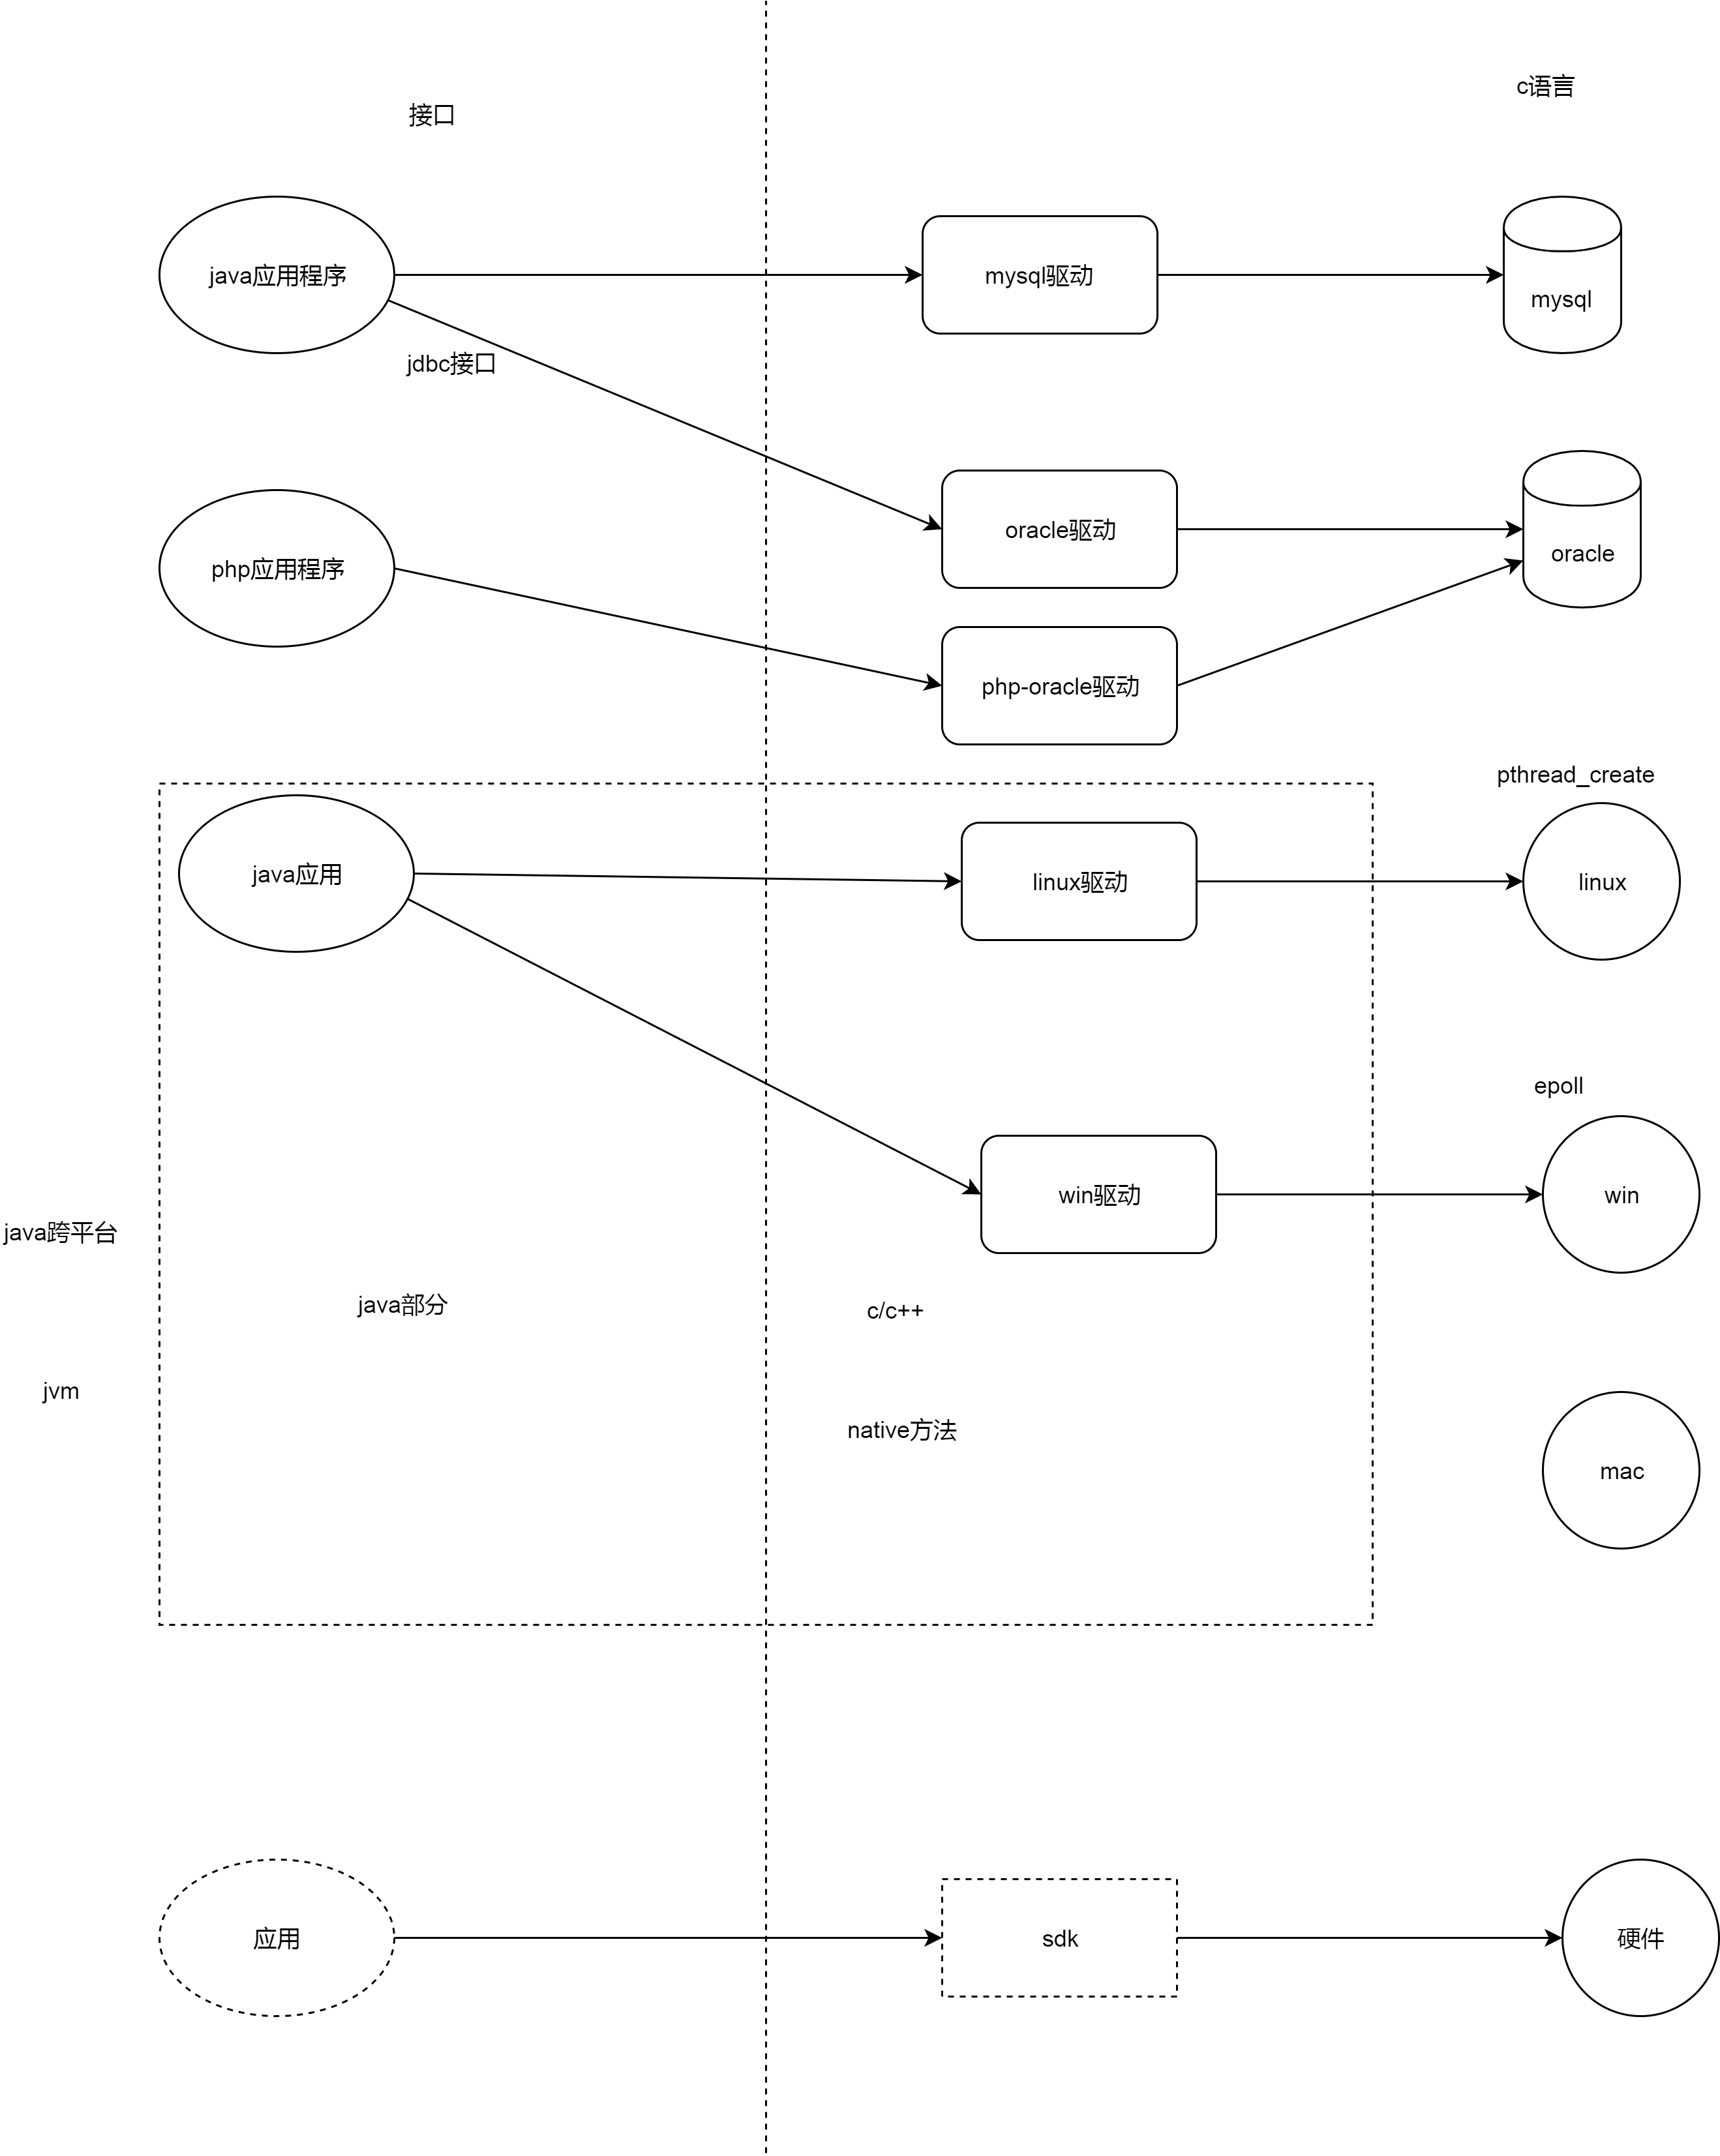 c语言
接口
java应用程序
mysql驱动
mysql
jdbc接口
oracle驱动
oracle
php应用程序
php-oracle驱动
pthread_create
java应用
linux驱动
linux
epoll
win驱动
win
java跨平台
java部分
c/c++
jvm
native方法
mac
应用
sdk
硬件